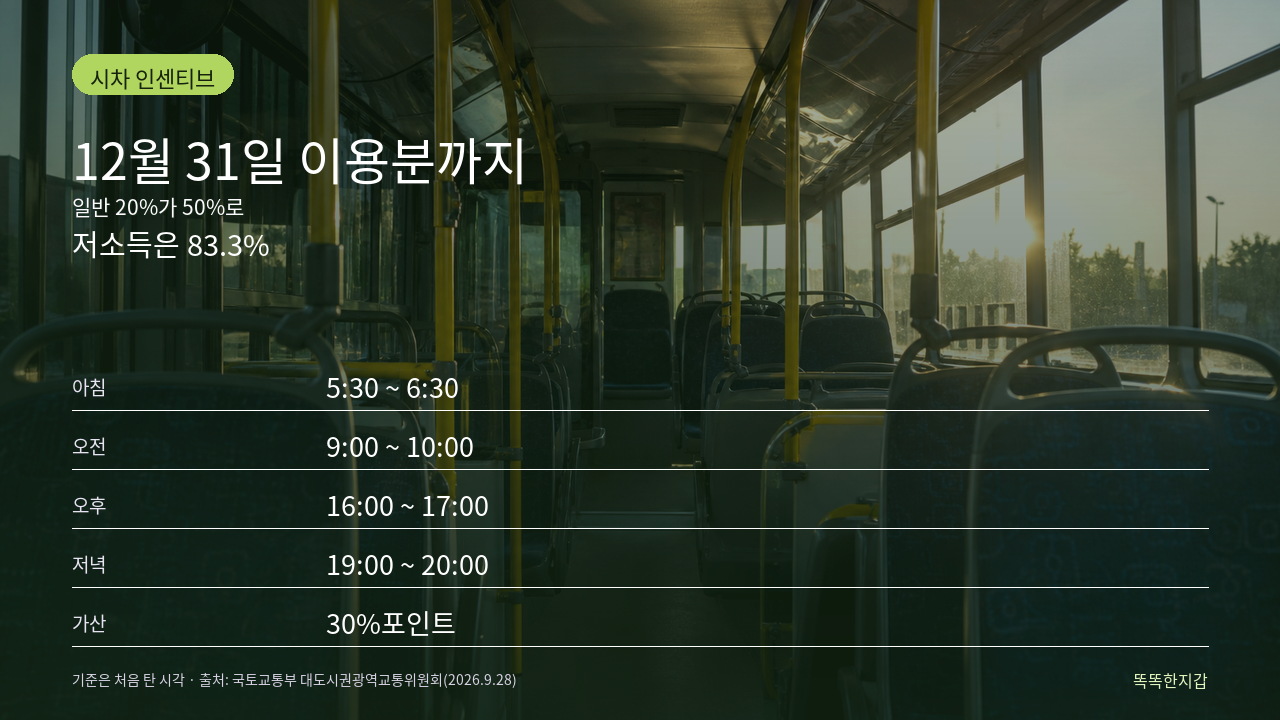 시차 인센티브
12월 31일 이용분까지
일반 20%가 50%로
저소득은 83.3%
아침 5:30 ~ 6:30
오전 9:00 ~ 10:00
오후 16:00 ~ 17:00
저녁 19:00 ~ 20:00
가산 30%포인트
기준은 처음 탄 시각 · 출처: 국토교통부 대도시권광역교통위원회(2026.9.28)
똑똑한지갑